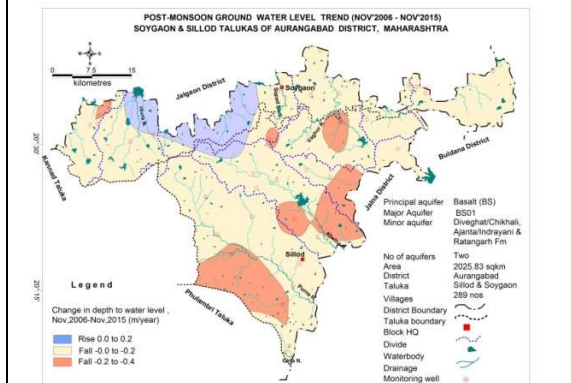 POST-MONSOON GROUND WATER LEVEL TREND (NOV'2006 - NOV'2015)
SOYGAON & SILLOD TALUKAS OF AURANGABAD DISTRICT, MAHARASHTRA
0 7.5 15
kilometres
Jalgaon District
Soygaon
20° 30'
Kannad Taluka
Buldana District
Jalna District
Sillod
20° 15'
Phulambri Taluka
Principal aquifer Basalt (BS)
Major Aquifer BS01
Minor aquifer Diveghat/Chikhali,
Ajanta/Indrayani &
Ratangarh Fm
No of aquifers Two
Area 2025.83 sqkm
District Aurangabad
Taluka Sillod & Soygaon
Villages 289 nos
District Boundary
Taluka boundary
Block HQ
Divide
Waterbody
Drainage
Monitoring well
Legend
Change in depth to water level ,
Nov,2006-Nov,2015 (m/year)
Rise 0.0 to 0.2
Fall -0.0 to -0.2
Fall -0.2 to -0.4